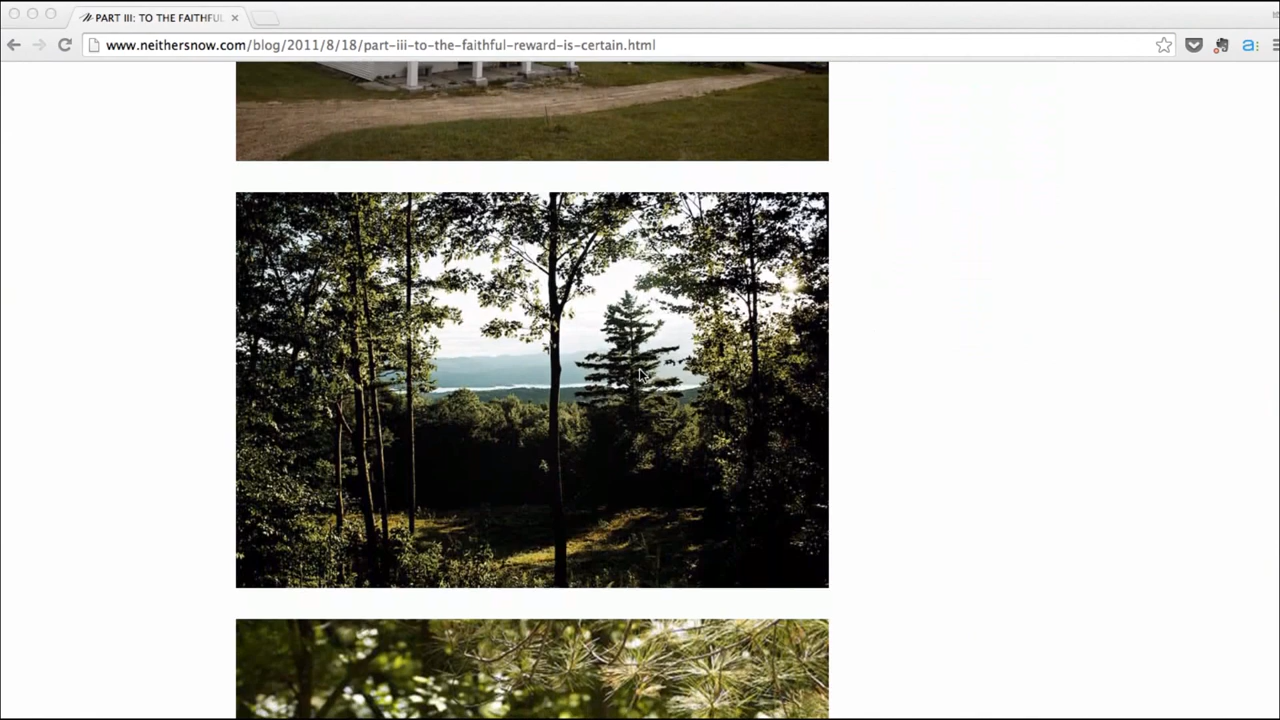 PART III: TO THE FAITHFUL
www.neithersnow.com/blog/2011/8/18/part-iii-to-the-faithful-reward-is-certain.html
a: